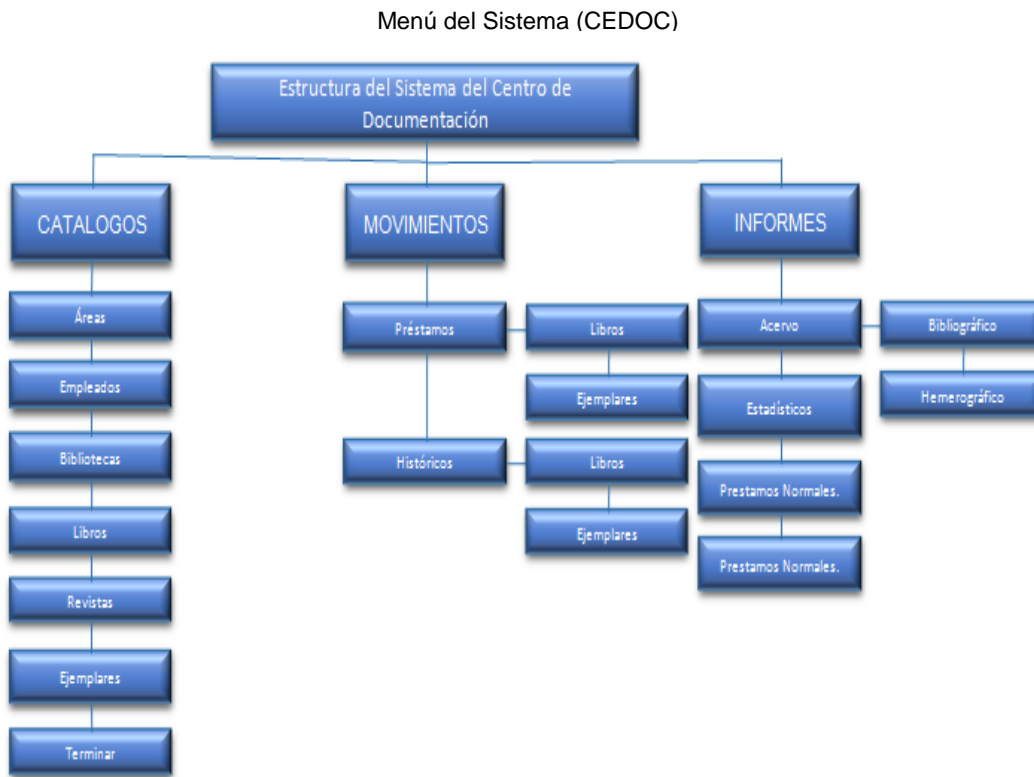 Menú del Sistema (CEDOC)
Estructura del Sistema del Centro de
Documentación
CATALOGOS
Áreas
Empleados
Bibliotecas
Libros
Revistas
Ejemplares
Terminar
MOVIMIENTOS
Préstamos
Libros
Ejemplares
Históricos
Libros
Ejemplares
INFORMES
Acervo
Bibliográfico
Hemerográfico
Estadísticos
Prestamos Normales.
Prestamos Normales.